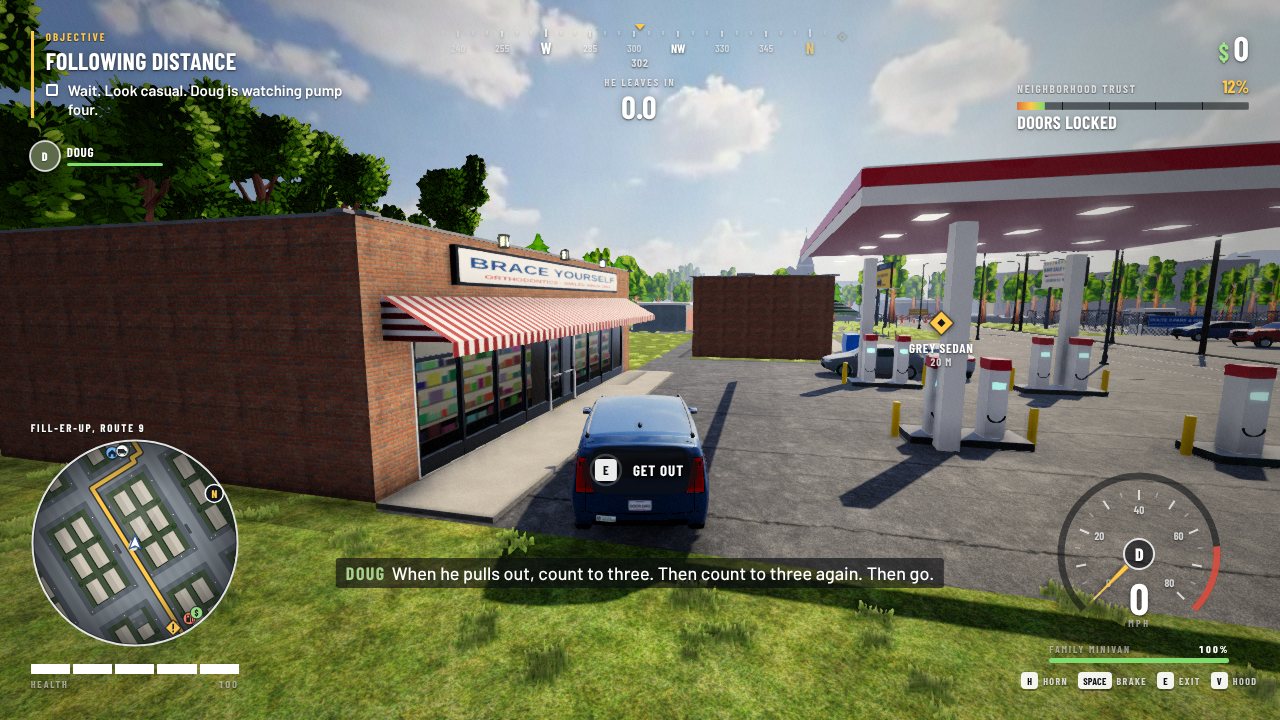 OBJECTIVE
FOLLOWING DISTANCE
Wait. Look casual. Doug is watching pump
four.
D
DOUG
240 255 W 285 300 NW 330 345 N
302
HE LEAVES IN
0.0
$ 0
NEIGHBORHOOD TRUST 12%
DOORS LOCKED
BRACE YOURSELF
GREY SEDAN
20 M
E GET OUT
FILL-ER-UP, ROUTE 9
N
$
!
DOUG When he pulls out, count to three. Then count to three again. Then go.
0 20 40 60 80
D
0
MPH
HEALTH 100
FAMILY MINIVAN 100%
H HORN SPACE BRAKE E EXIT V HOOD